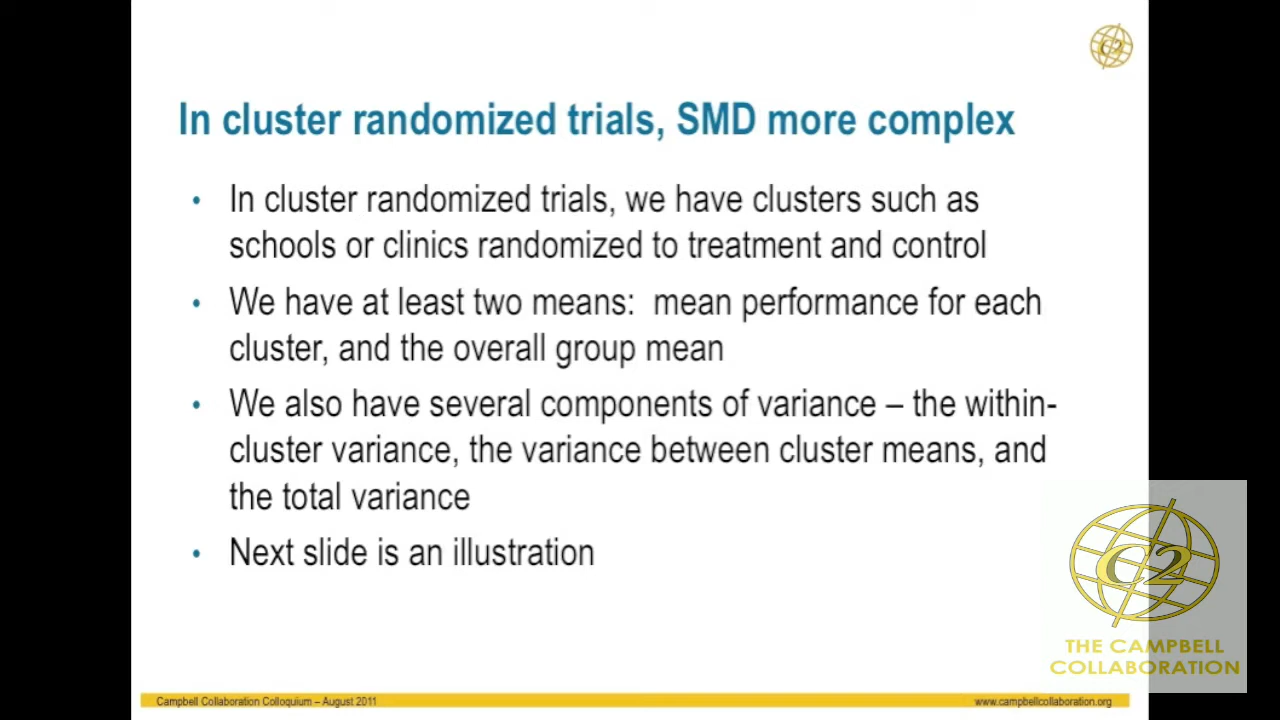 C2
In cluster randomized trials, SMD more complex
• In cluster randomized trials, we have clusters such as
schools or clinics randomized to treatment and control
• We have at least two means:  mean performance for each
cluster, and the overall group mean
• We also have several components of variance – the within-
cluster variance, the variance between cluster means, and
the total variance
• Next slide is an illustration
C2
THE CAMPBELL
COLLABORATION
Campbell Collaboration Colloquium – August 2011
www.campbellcollaboration.org